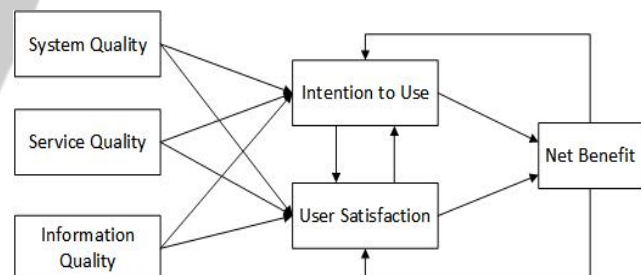 System Quality
Intention to Use
Service Quality
Net Benefit
User Satisfaction
Information
Quality